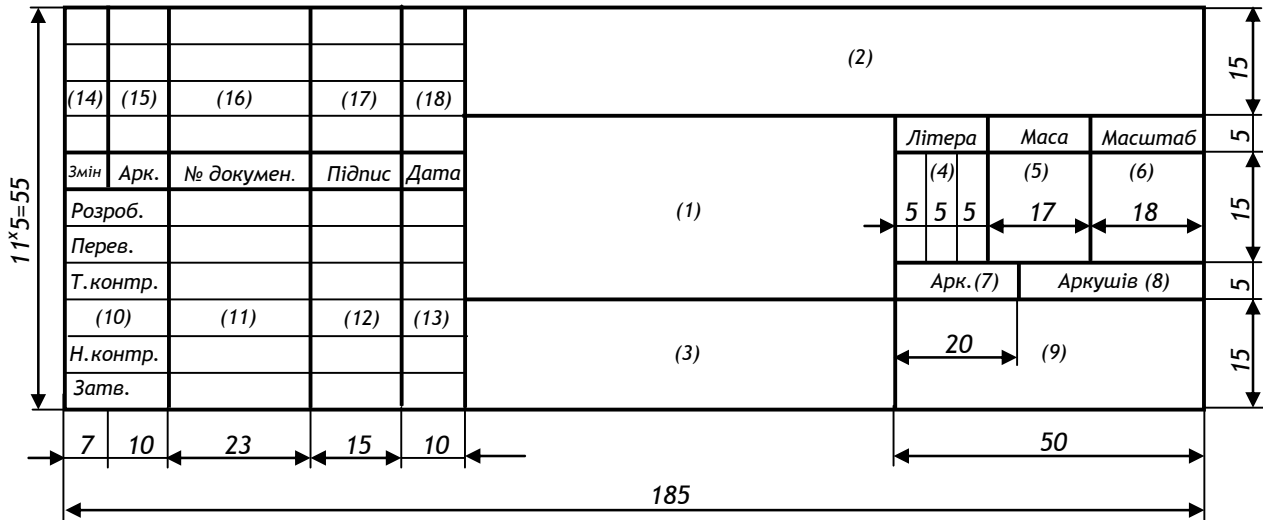 (2)
15
(14) (15) (16) (17) (18)
Літера Маса Масштаб
5
Змін Арк. № докумен. Підпис Дата
(4) (5) (6)
11х5=55
Розроб.
(1)
5 5 5 17 18
15
Перев.
Т.контр.
Арк.(7) Аркушів (8)
5
(10) (11) (12) (13)
Н.контр.
(3)
20
(9)
15
Затв.
7 10 23 15 10
50
185